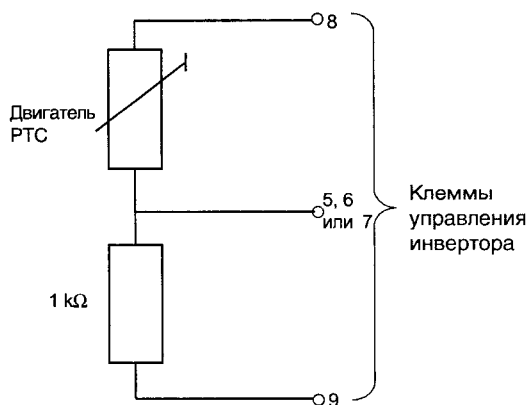 8
Двигатель
PTC
5, 6
или 7
Клеммы
управления
инвертора
1 kΩ
9